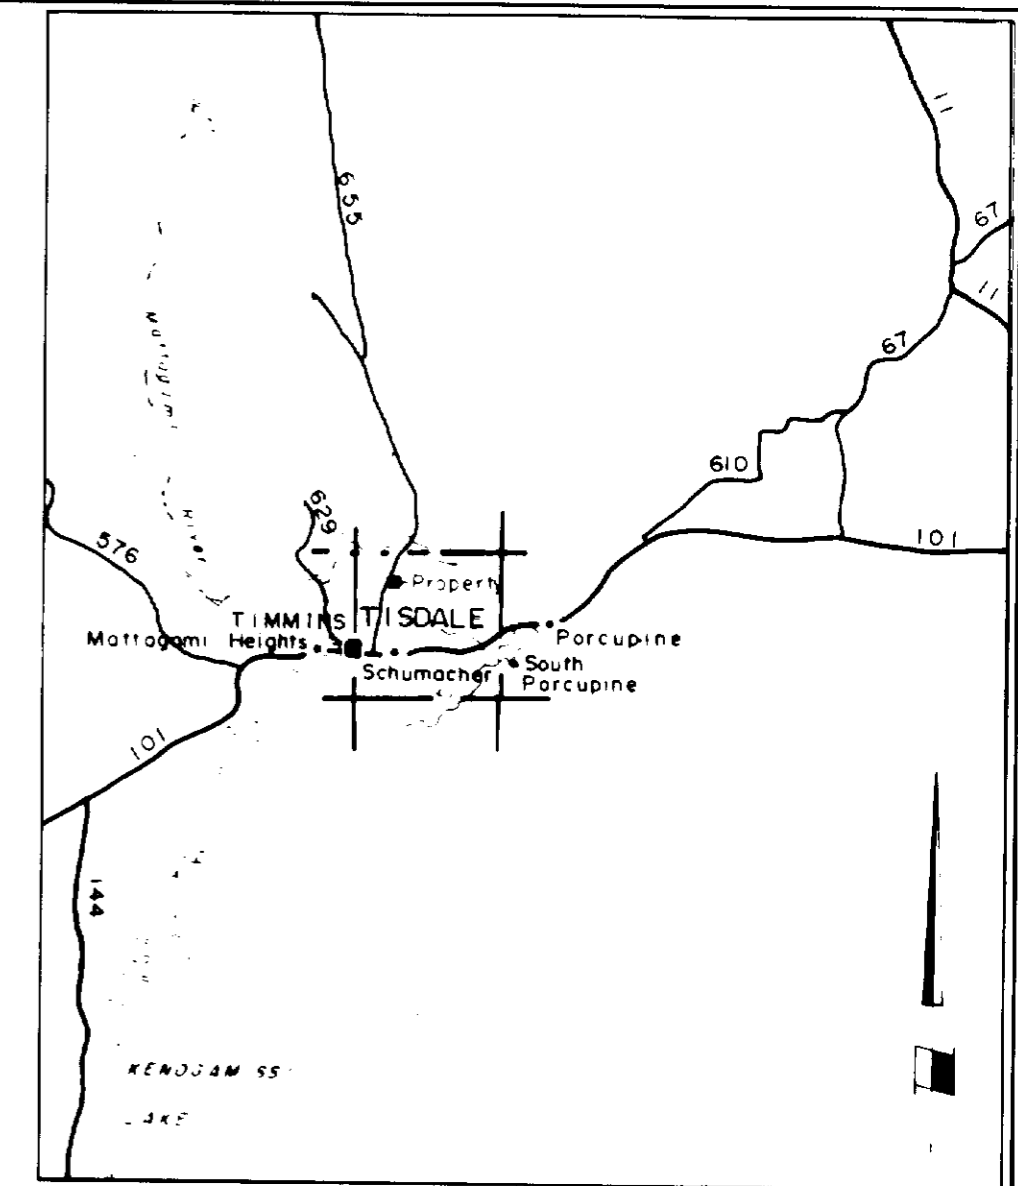 11
655
67
11
67
610
629
101
576
Property
TIMMINS
TISDALE
Mattagami Heights
Porcupine
Schumacher
South
Porcupine
101
144
River